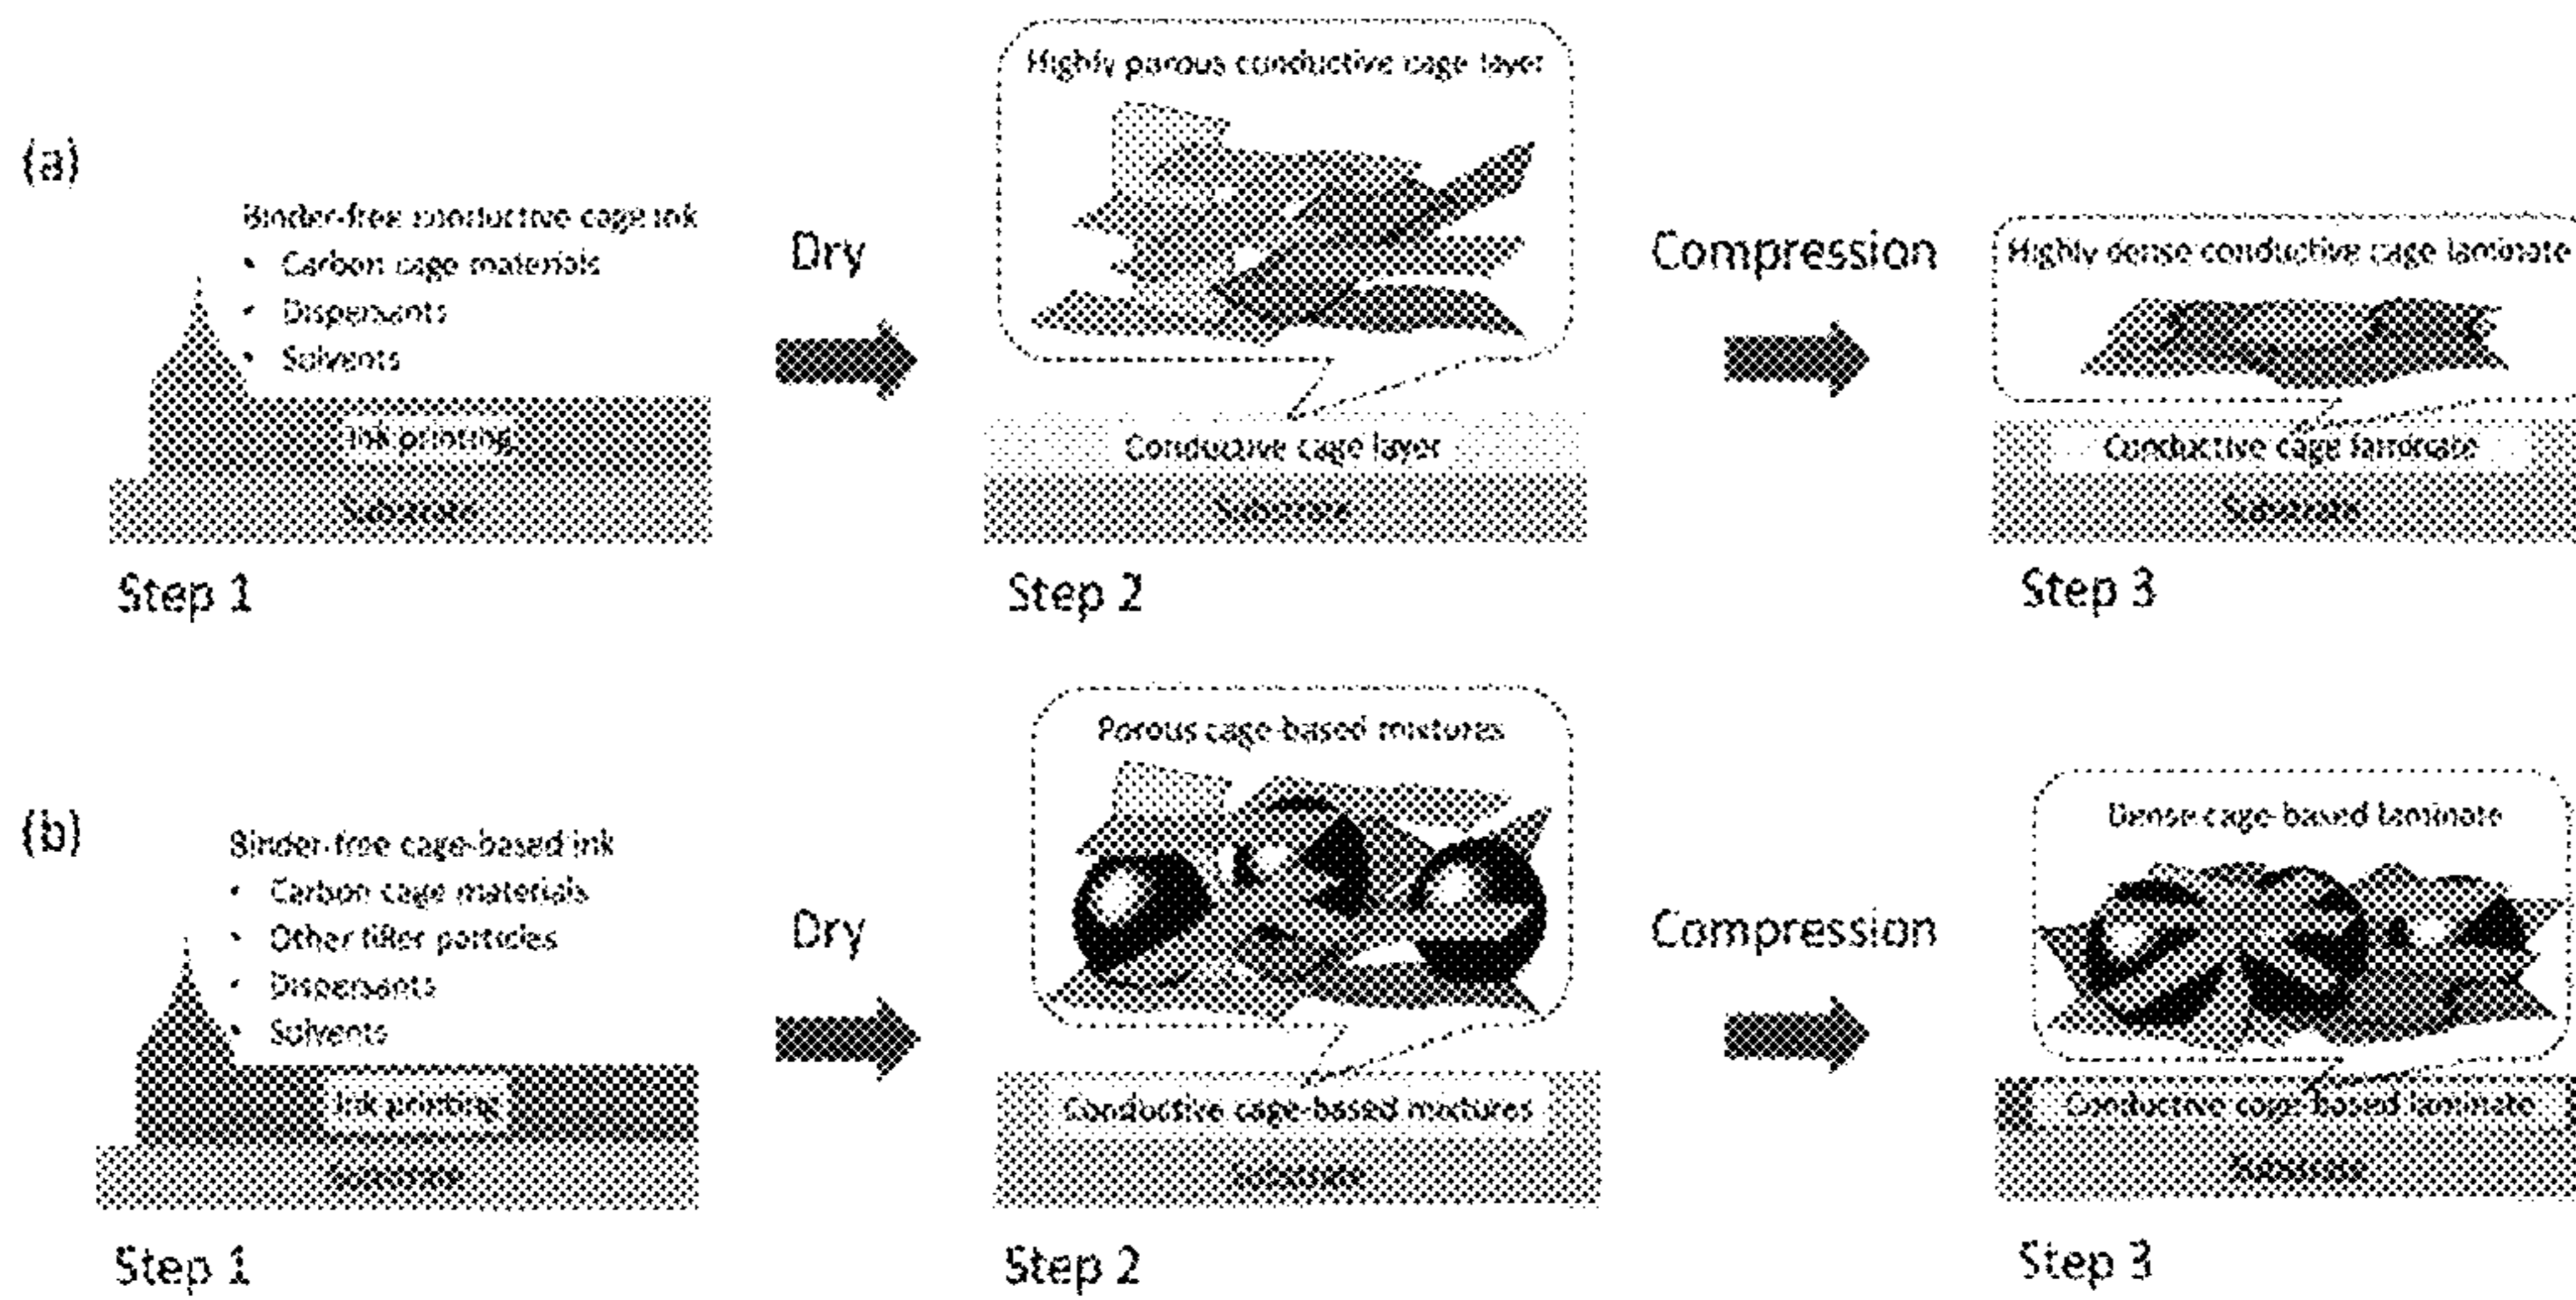 (a)
Binder-free conductive cage ink
• Carbon cage materials
• Dispersants
• Solvents
Ink printing
Substrate
Step 1
Dry
Highly porous conductive cage layer
Conductive cage layer
Substrate
Step 2
Compression
Highly dense conductive cage laminate
Conductive cage laminate
Substrate
Step 3
(b)
Binder-free cage-based ink
• Carbon cage materials
• Other filler particles
• Dispersants
• Solvents
Ink printing
Substrate
Step 1
Dry
Porous cage-based mixtures
Conductive cage-based mixtures
Substrate
Step 2
Compression
Dense cage-based laminate
Conductive cage-based laminate
Substrate
Step 3